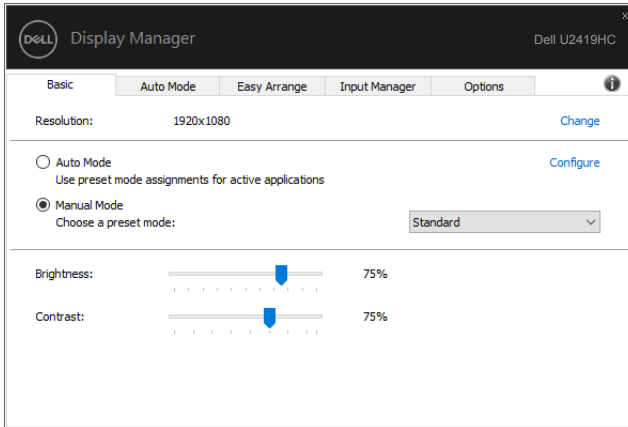 x
DELL Display Manager Dell U2419HC
Basic Auto Mode Easy Arrange Input Manager Options i
Resolution: 1920x1080 Change
Auto Mode Configure
Use preset mode assignments for active applications
Manual Mode
Choose a preset mode: Standard
Brightness: 75%
Contrast: 75%